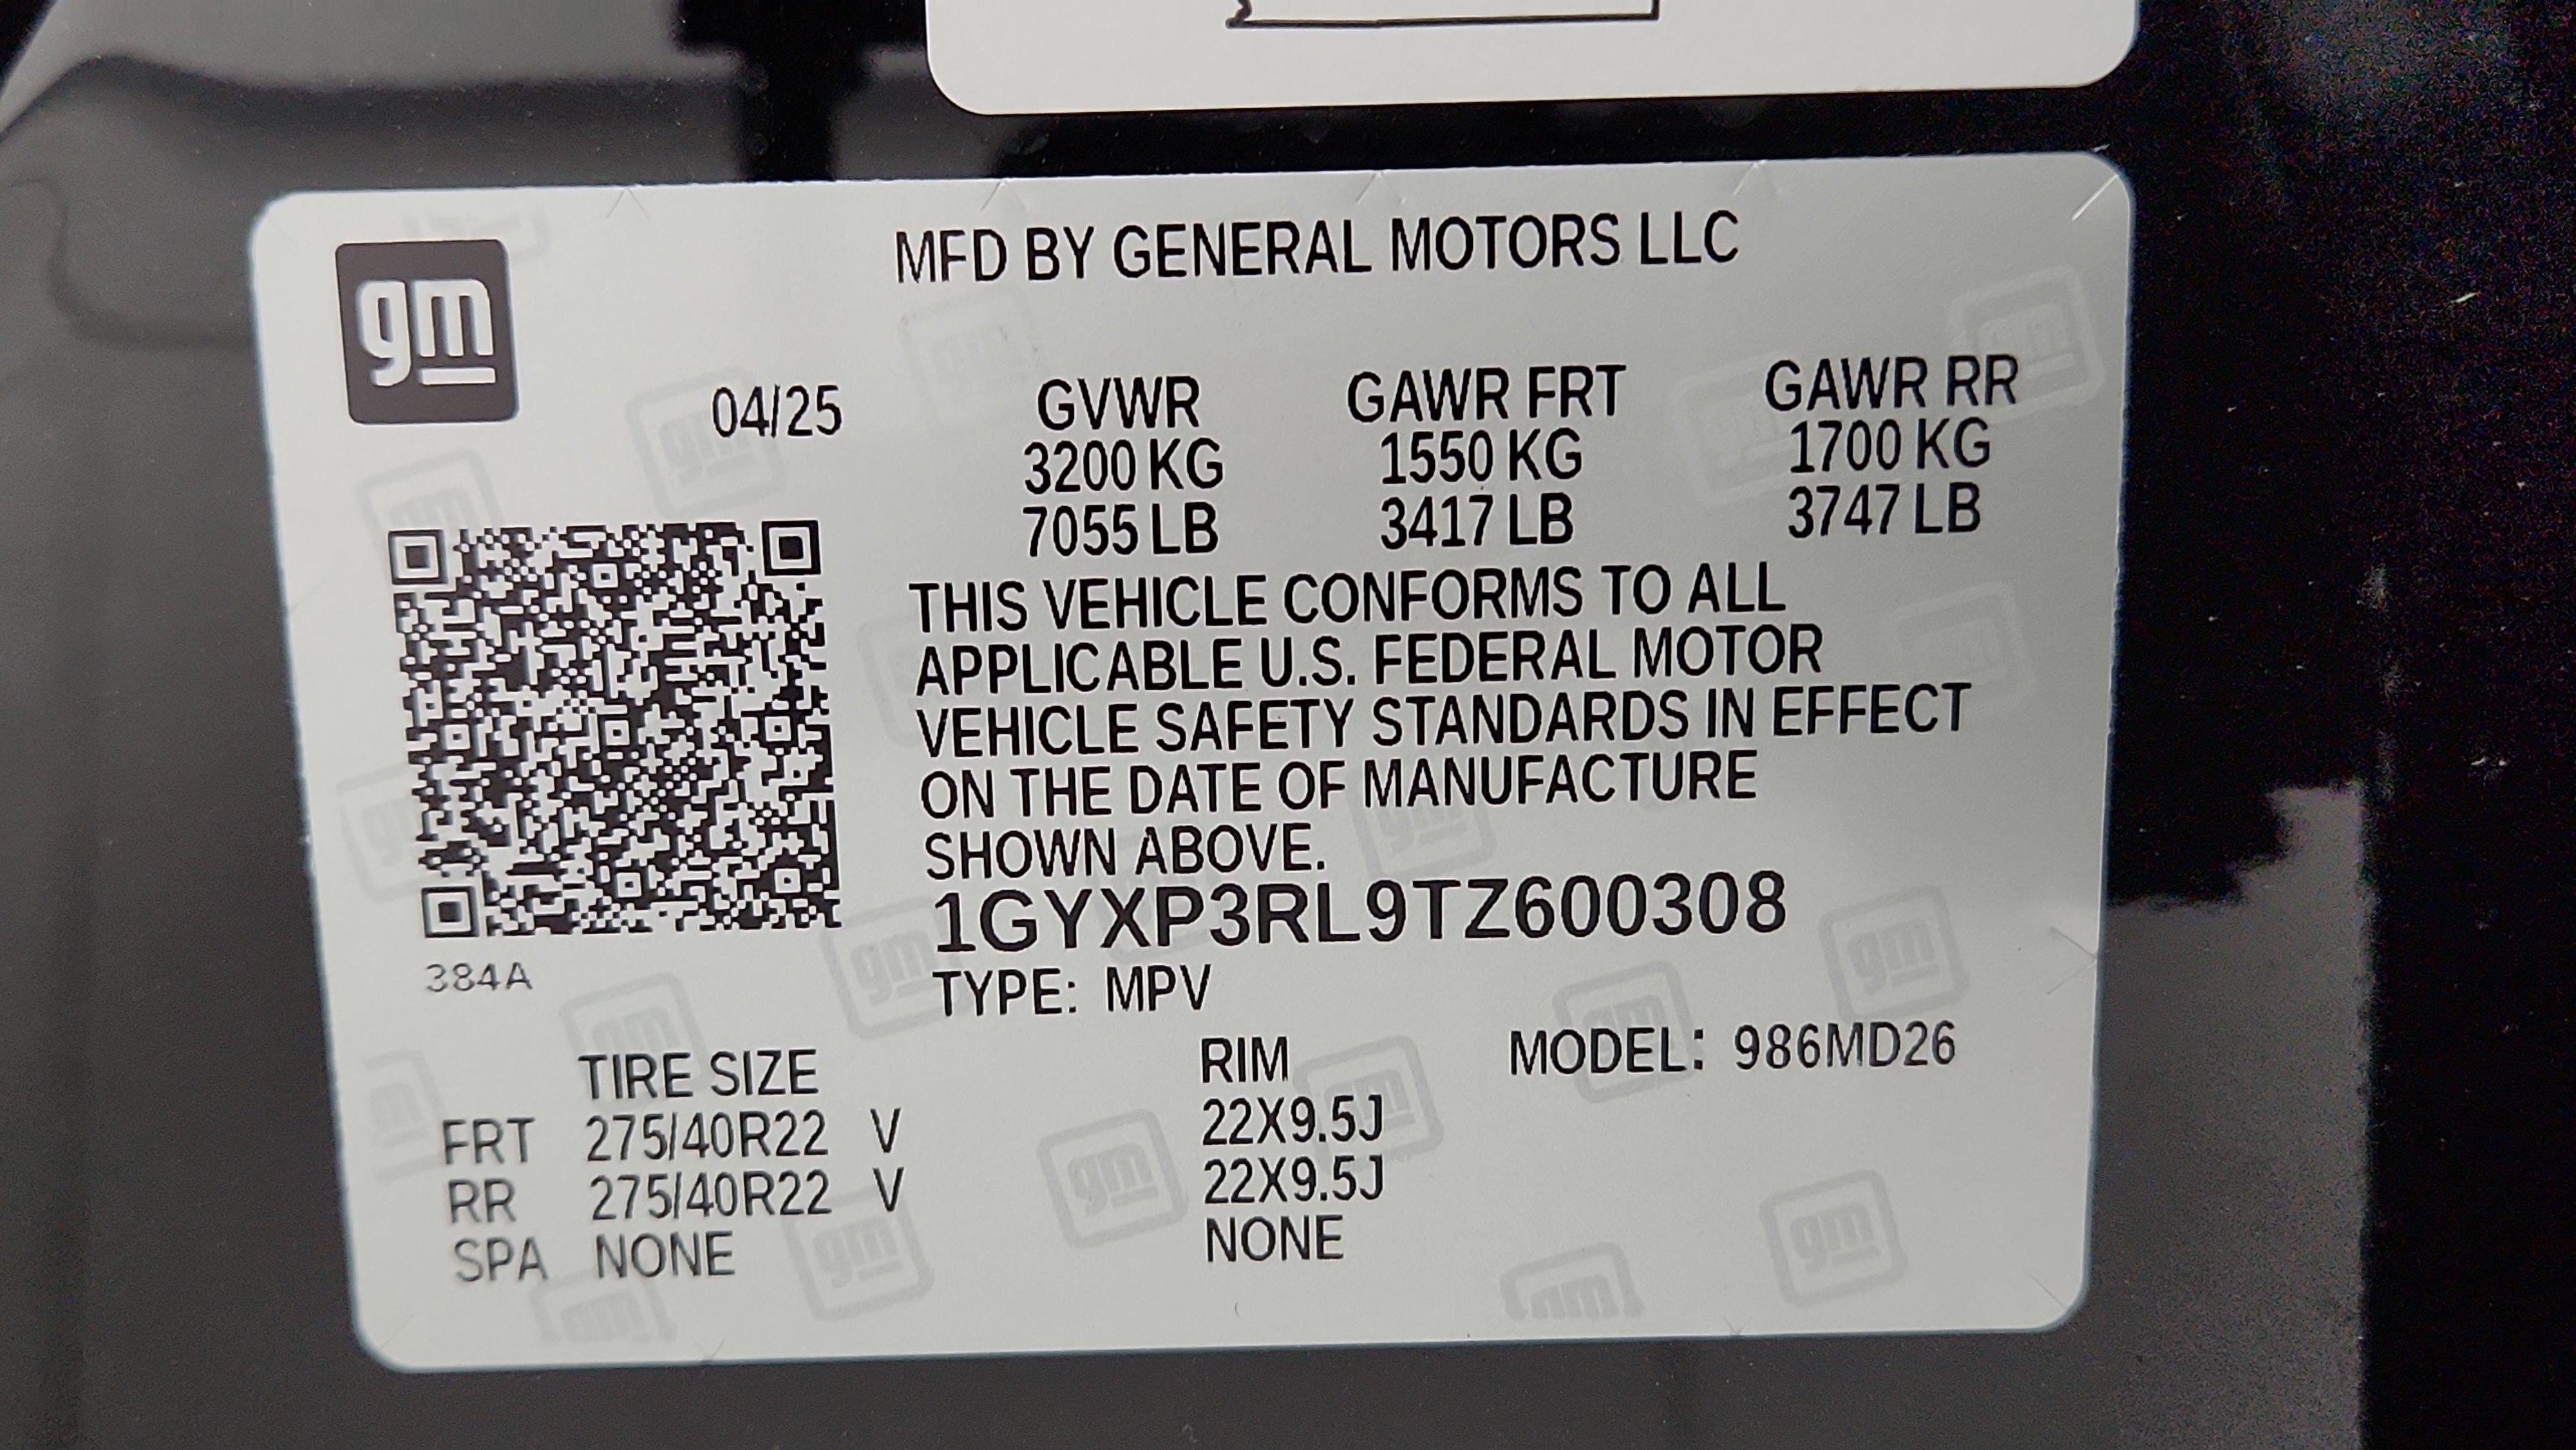 gm
MFD BY GENERAL MOTORS LLC
04/25 GVWR GAWR FRT GAWR RR
3200 KG 1550 KG 1700 KG
7055 LB 3417 LB 3747 LB
THIS VEHICLE CONFORMS TO ALL
APPLICABLE U.S. FEDERAL MOTOR
VEHICLE SAFETY STANDARDS IN EFFECT
ON THE DATE OF MANUFACTURE
SHOWN ABOVE.
1GYXP3RL9TZ600308
384A
TYPE: MPV
TIRE SIZE RIM MODEL: 986MD26
FRT 275/40R22 V 22X9.5J
RR 275/40R22 V 22X9.5J
SPA NONE NONE